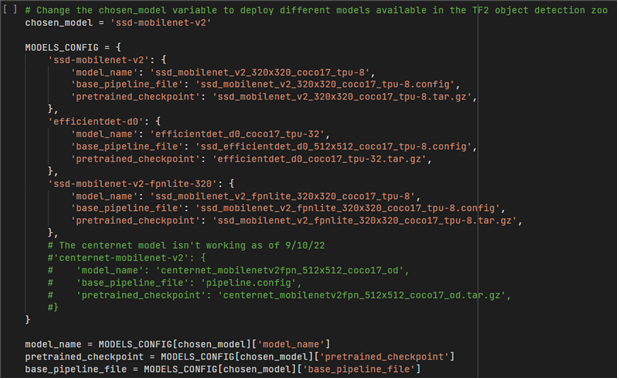 [ ] # Change the chosen_model variable to deploy different models available in the TF2 object detection zoo
chosen_model = 'ssd-mobilenet-v2'
MODELS_CONFIG = {
'ssd-mobilenet-v2': {
'model_name': 'ssd_mobilenet_v2_320x320_coco17_tpu-8',
'base_pipeline_file': 'ssd_mobilenet_v2_320x320_coco17_tpu-8.config',
'pretrained_checkpoint': 'ssd_mobilenet_v2_320x320_coco17_tpu-8.tar.gz',
},
'efficientdet-d0': {
'model_name': 'efficientdet_d0_coco17_tpu-32',
'base_pipeline_file': 'ssd_efficientdet_d0_512x512_coco17_tpu-8.config',
'pretrained_checkpoint': 'efficientdet_d0_coco17_tpu-32.tar.gz',
},
'ssd-mobilenet-v2-fpnlite-320': {
'model_name': 'ssd_mobilenet_v2_fpnlite_320x320_coco17_tpu-8',
'base_pipeline_file': 'ssd_mobilenet_v2_fpnlite_320x320_coco17_tpu-8.config',
'pretrained_checkpoint': 'ssd_mobilenet_v2_fpnlite_320x320_coco17_tpu-8.tar.gz',
},
# The centernet model isn't working as of 9/10/22
#'centernet-mobilenet-v2': {
#    'model_name': 'centernet_mobilenetv2fpn_512x512_coco17_od',
#    'base_pipeline_file': 'pipeline.config',
#    'pretrained_checkpoint': 'centernet_mobilenetv2fpn_512x512_coco17_od.tar.gz',
#}
}
model_name = MODELS_CONFIG[chosen_model]['model_name']
pretrained_checkpoint = MODELS_CONFIG[chosen_model]['pretrained_checkpoint']
base_pipeline_file = MODELS_CONFIG[chosen_model]['base_pipeline_file']